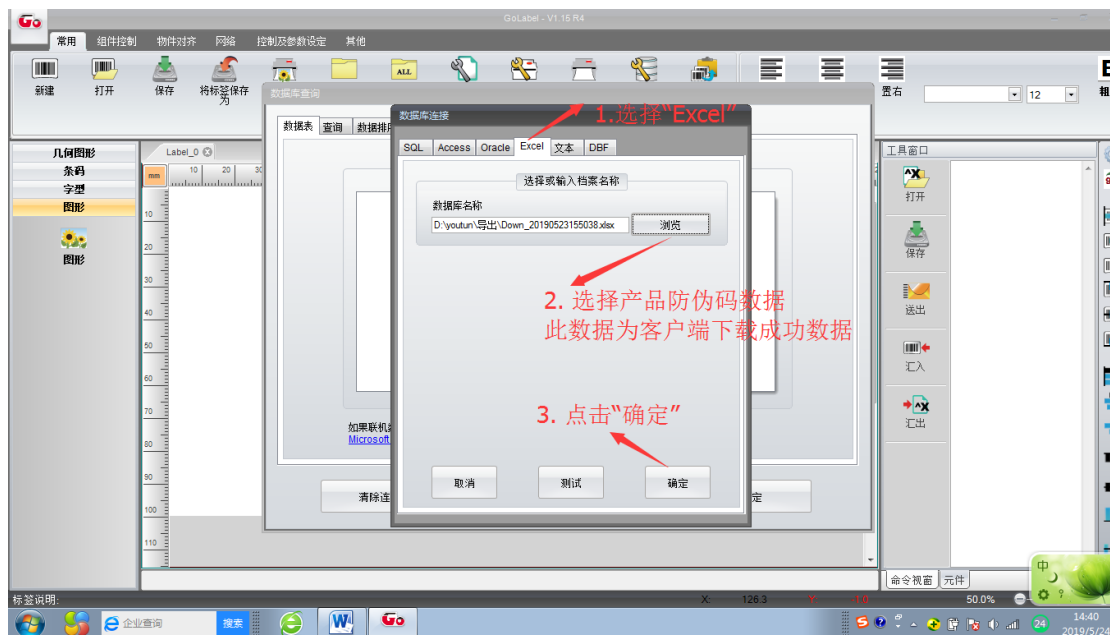 Go
GoLabel - V1.15 R4
常用 组件控制 物件对齐 网络 控制及参数设定 其他
ALL
新建 打开 保存 将标签保存为
置右 12 粗
数据库查询
数据库连接
1.选择“Excel”
数据表 查询
SQL Access Oracle Excel 文本 DBF
几何图形
条码
字型
图形
图形
Label_0
mm 10 20 30
10
20
30
40
50
60
70
80
90
100
110
选择或输入档案名称
数据库名称
D:\youtun\导出\Down_20190523155038.xlsx 浏览
2. 选择产品防伪码数据
此数据为客户端下载成功数据
3. 点击“确定”
如果联机
Microsoft
取消 测试 确定
清除连
定
工具窗口
打开
保存
送出
汇入
汇出
命令视窗 元件
标签说明:
X: 126.3 Y:
50.0%
中
企业查询 搜索
W
Go
24
14:40
2019/5/24